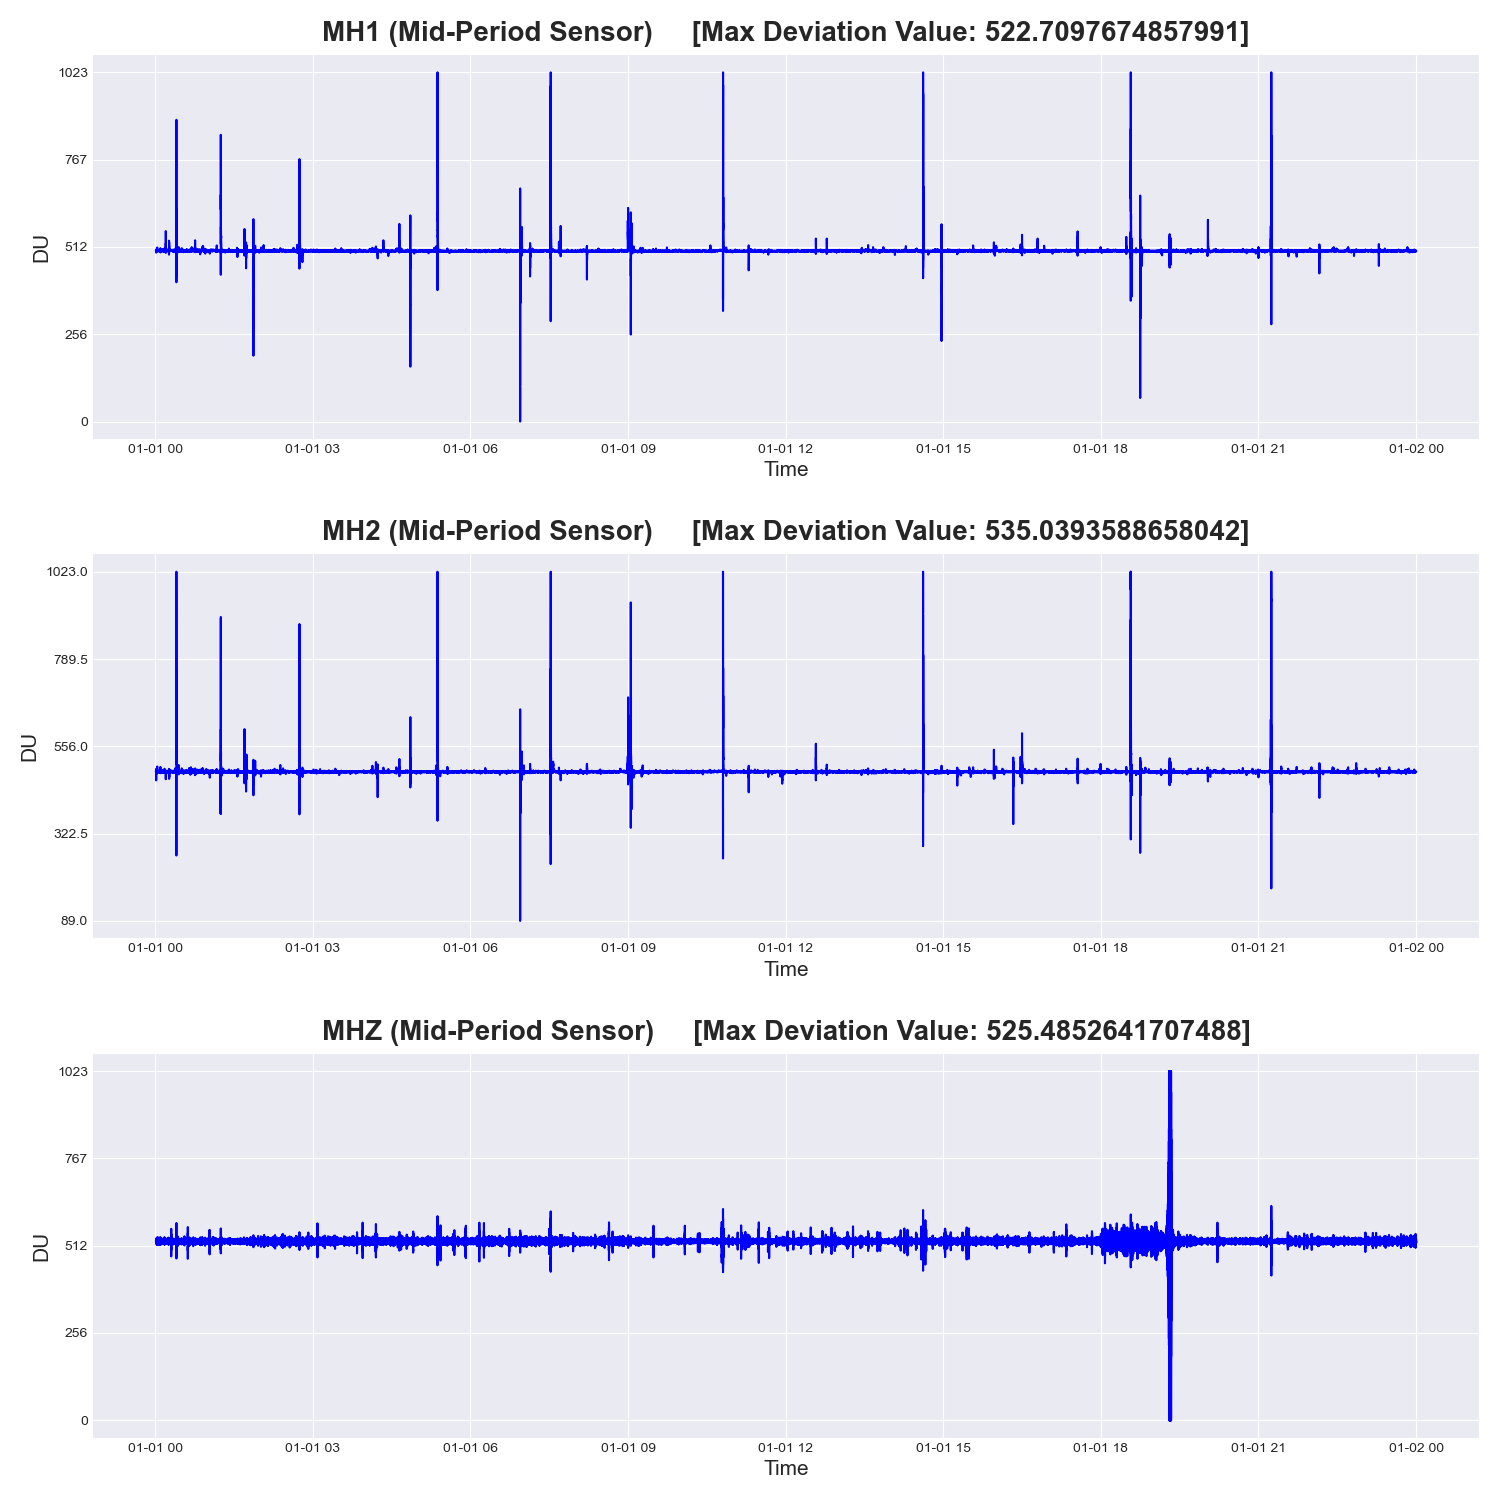 MH1 (Mid-Period Sensor) [Max Deviation Value: 522.7097674857991]
1023
767
512
256
0
DU
01-01 00 01-01 03 01-01 06 01-01 09 01-01 12 01-01 15 01-01 18 01-01 21 01-02 00
Time
MH2 (Mid-Period Sensor) [Max Deviation Value: 535.0393588658042]
1023.0
789.5
556.0
322.5
89.0
DU
01-01 00 01-01 03 01-01 06 01-01 09 01-01 12 01-01 15 01-01 18 01-01 21 01-02 00
Time
MHZ (Mid-Period Sensor) [Max Deviation Value: 525.4852641707488]
1023
767
512
256
0
DU
01-01 00 01-01 03 01-01 06 01-01 09 01-01 12 01-01 15 01-01 18 01-01 21 01-02 00
Time